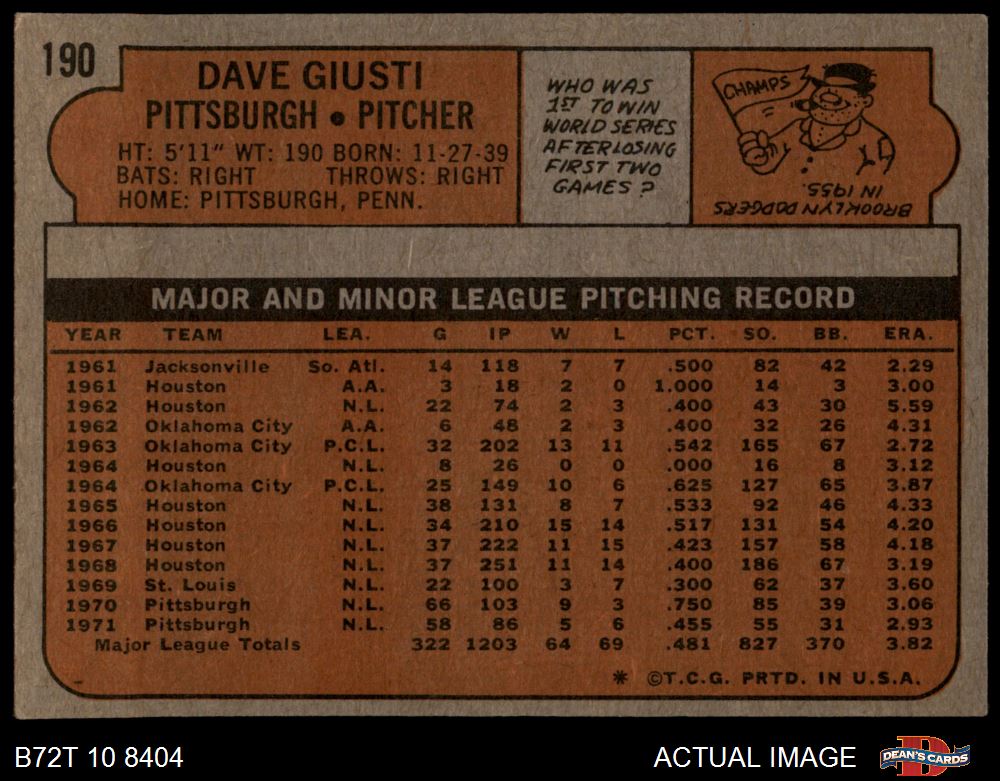 190
DAVE GIUSTI
PITTSBURGH • PITCHER
HT: 5'11" WT: 190 BORN: 11-27-39
BATS: RIGHT THROWS: RIGHT
HOME: PITTSBURGH, PENN.
WHO WAS
1ST TO WIN
WORLD SERIES
AFTER LOSING
FIRST TWO
GAMES?
CHAMPS
BROOKLYN DODGERS
IN 1955.
MAJOR AND MINOR LEAGUE PITCHING RECORD
YEAR TEAM LEA. G IP W L PCT. SO. BB. ERA.
1961 Jacksonville So. Atl. 14 118 7 7 .500 82 42 2.29
1961 Houston A.A. 3 18 2 0 1.000 14 3 3.00
1962 Houston N.L. 22 74 2 3 .400 43 30 5.59
1962 Oklahoma City A.A. 6 48 2 3 .400 32 26 4.31
1963 Oklahoma City P.C.L. 32 202 13 11 .542 165 67 2.72
1964 Houston N.L. 8 26 0 0 .000 16 8 3.12
1964 Oklahoma City P.C.L. 25 149 10 6 .625 127 65 3.87
1965 Houston N.L. 38 131 8 7 .533 92 46 4.33
1966 Houston N.L. 34 210 15 14 .517 131 54 4.20
1967 Houston N.L. 37 222 11 15 .423 157 58 4.18
1968 Houston N.L. 37 251 11 14 .400 186 67 3.19
1969 St. Louis N.L. 22 100 3 7 .300 62 37 3.60
1970 Pittsburgh N.L. 66 103 9 3 .750 85 39 3.06
1971 Pittsburgh N.L. 58 86 5 6 .455 55 31 2.93
Major League Totals 322 1203 64 69 .481 827 370 3.82
* ©T.C.G. PRTD. IN U.S.A.
B72T 10 8404
ACTUAL IMAGE
DEAN'S CARDS